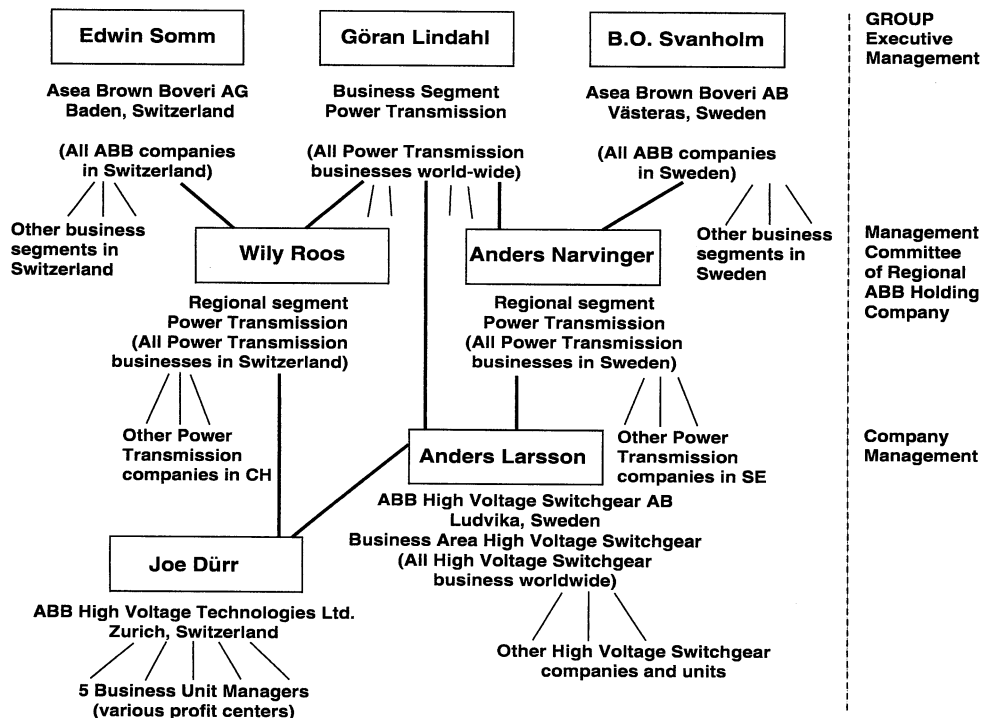 Edwin Somm
Göran Lindahl
B.O. Svanholm
GROUP
Executive
Management
Asea Brown Boveri AG
Baden, Switzerland
Business Segment
Power Transmission
Asea Brown Boveri AB
Västeras, Sweden
(All ABB companies
in Switzerland)
(All Power Transmission
businesses world-wide)
(All ABB companies
in Sweden)
Other business
segments in
Switzerland
Wily Roos
Anders Narvinger
Other business
segments in
Sweden
Management
Committee
of Regional
ABB Holding
Company
Regional segment
Power Transmission
(All Power Transmission
businesses in Switzerland)
Regional segment
Power Transmission
(All Power Transmission
businesses in Sweden)
Other Power
Transmission
companies in CH
Anders Larsson
Other Power
Transmission
companies in SE
Company
Management
ABB High Voltage Switchgear AB
Ludvika, Sweden
Business Area High Voltage Switchgear
(All High Voltage Switchgear
business worldwide)
Joe Dürr
ABB High Voltage Technologies Ltd.
Zurich, Switzerland
Other High Voltage Switchgear
companies and units
5 Business Unit Managers
(various profit centers)